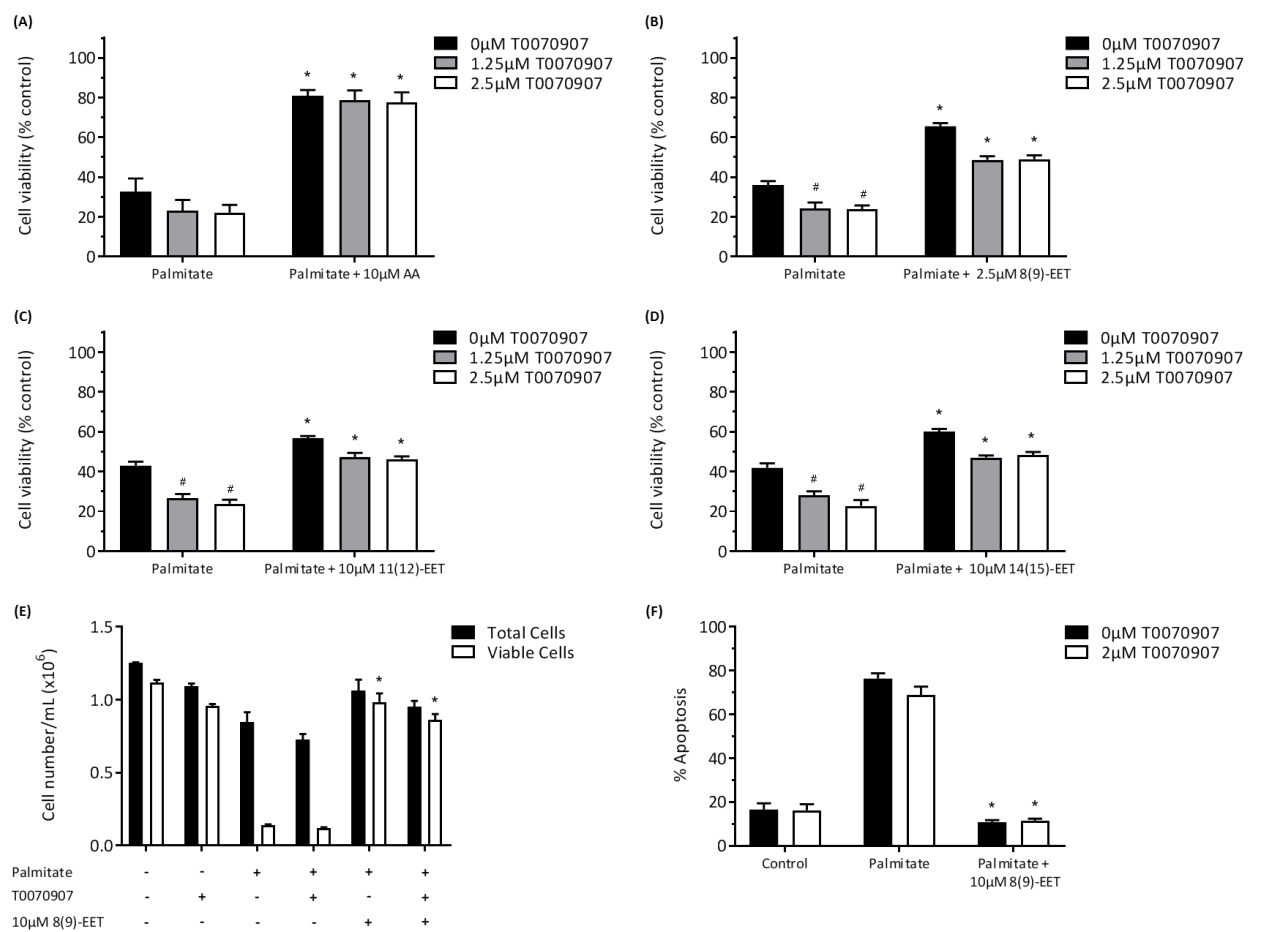 (A)
Cell viability (% control)
100
80
60
40
20
0
* * *
0µM T0070907
1.25µM T0070907
2.5µM T0070907
Palmitate Palmitate + 10µM AA
(B)
Cell viability (% control)
100
80
60
40
20
0
# # * * *
0µM T0070907
1.25µM T0070907
2.5µM T0070907
Palmitate Palmiate + 2.5µM 8(9)-EET
(C)
Cell viability (% control)
100
80
60
40
20
0
# # * * *
0µM T0070907
1.25µM T0070907
2.5µM T0070907
Palmitate Palmitate + 10µM 11(12)-EET
(D)
Cell viability (% control)
100
80
60
40
20
0
# # * * *
0µM T0070907
1.25µM T0070907
2.5µM T0070907
Palmitate Palmiate + 10µM 14(15)-EET
(E)
Cell number/mL (x10⁶)
1.5
1.0
0.5
0.0
* *
Total Cells
Viable Cells
Palmitate - - + + + +
T0070907 - + - + - +
10µM 8(9)-EET - - - - + +
(F)
% Apoptosis
100
80
60
40
20
0
* *
0µM T0070907
2µM T0070907
Control Palmitate Palmitate +
10µM 8(9)-EET